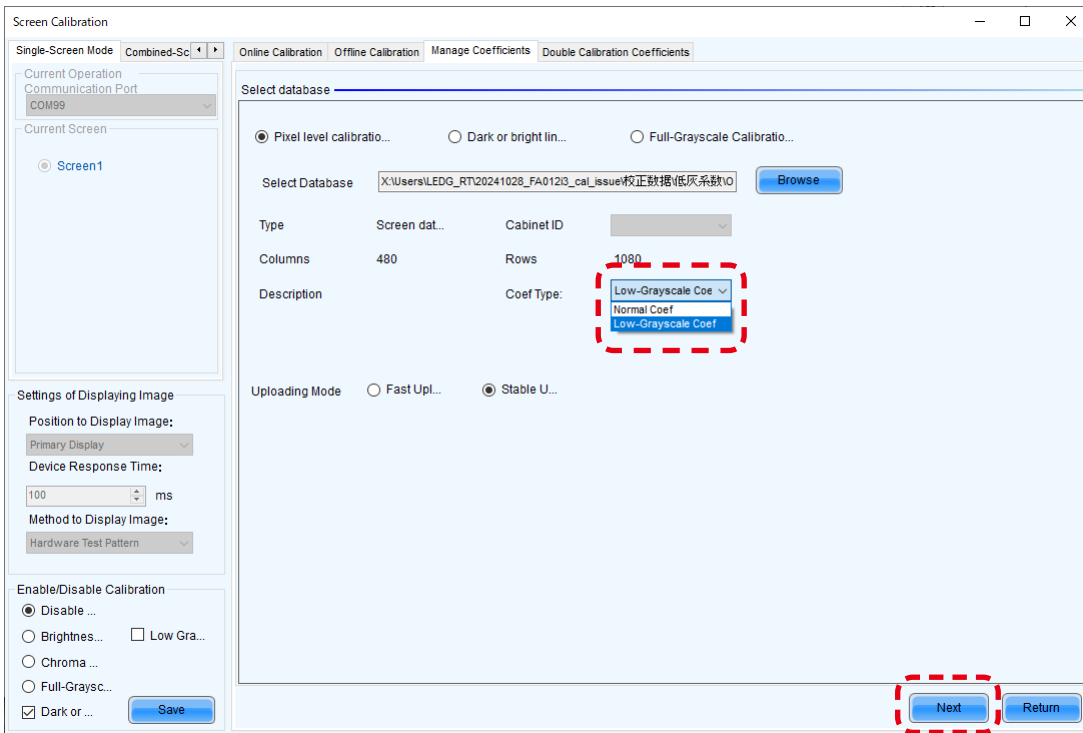 Screen Calibration
Single-Screen Mode
Combined-Sc
Current Operation
Communication Port
COM99
Current Screen
Screen1
Settings of Displaying Image
Position to Display Image:
Primary Display
Device Response Time:
100 ms
Method to Display Image:
Hardware Test Pattern
Enable/Disable Calibration
Disable ...
Brightnes... Low Gra...
Chroma ...
Full-Graysc...
Dark or ... Save
Online Calibration Offline Calibration Manage Coefficients Double Calibration Coefficients
Select database
Pixel level calibratio... Dark or bright lin... Full-Grayscale Calibratio...
Select Database X:\Users\LEDG_RT\20241028_FA012i3_cal_issue\校正数据\低灰系数\O Browse
Type Screen dat... Cabinet ID
Columns 480 Rows 1080
Description Coef Type: Low-Grayscale Coe
Normal Coef
Low-Grayscale Coef
Uploading Mode Fast Upl... Stable U...
Next Return